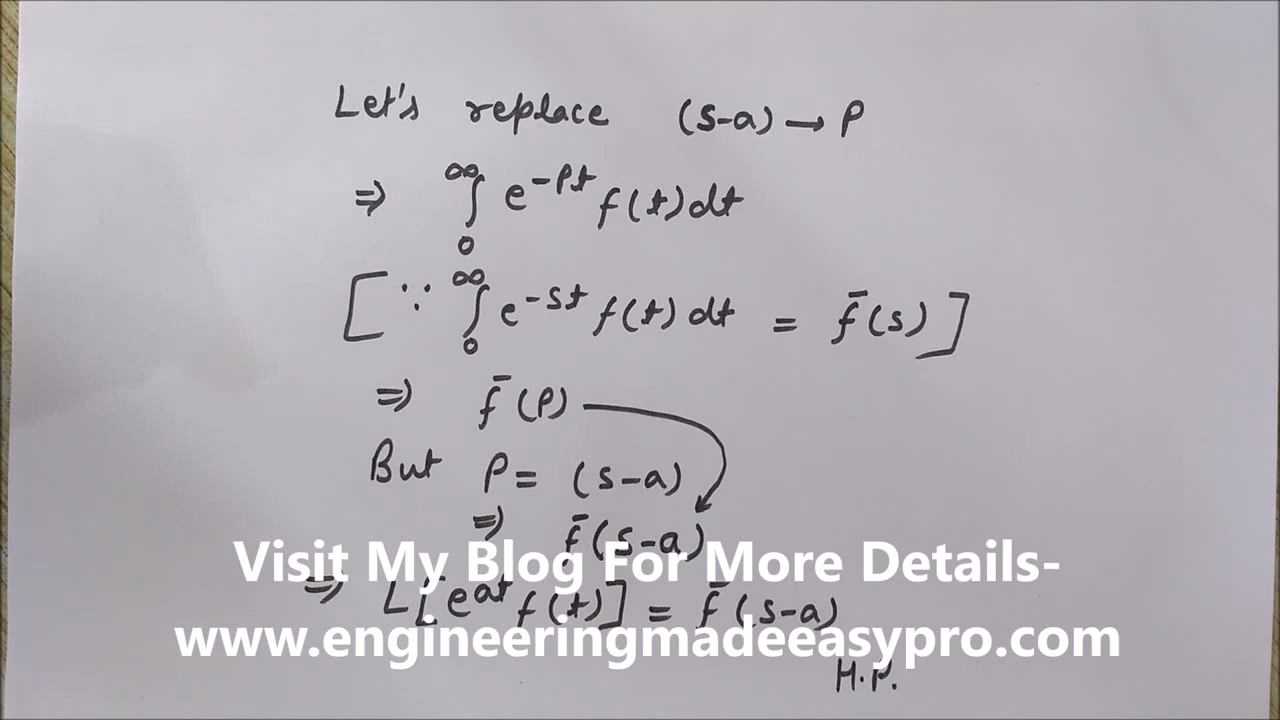 Let's replace (s-a) → P
⇒ ∞∫0 e^-Pt f(t)dt
[∵ ∞∫0 e^-st f(t) dt = f̄(s)]
⇒ f̄(P)
But P = (s-a)
⇒ f̄(s-a)
Visit My Blog For More Details-
⇒ L[e^at f(t)] = f̄(s-a)
www.engineeringmadeeasypro.com
H.P.